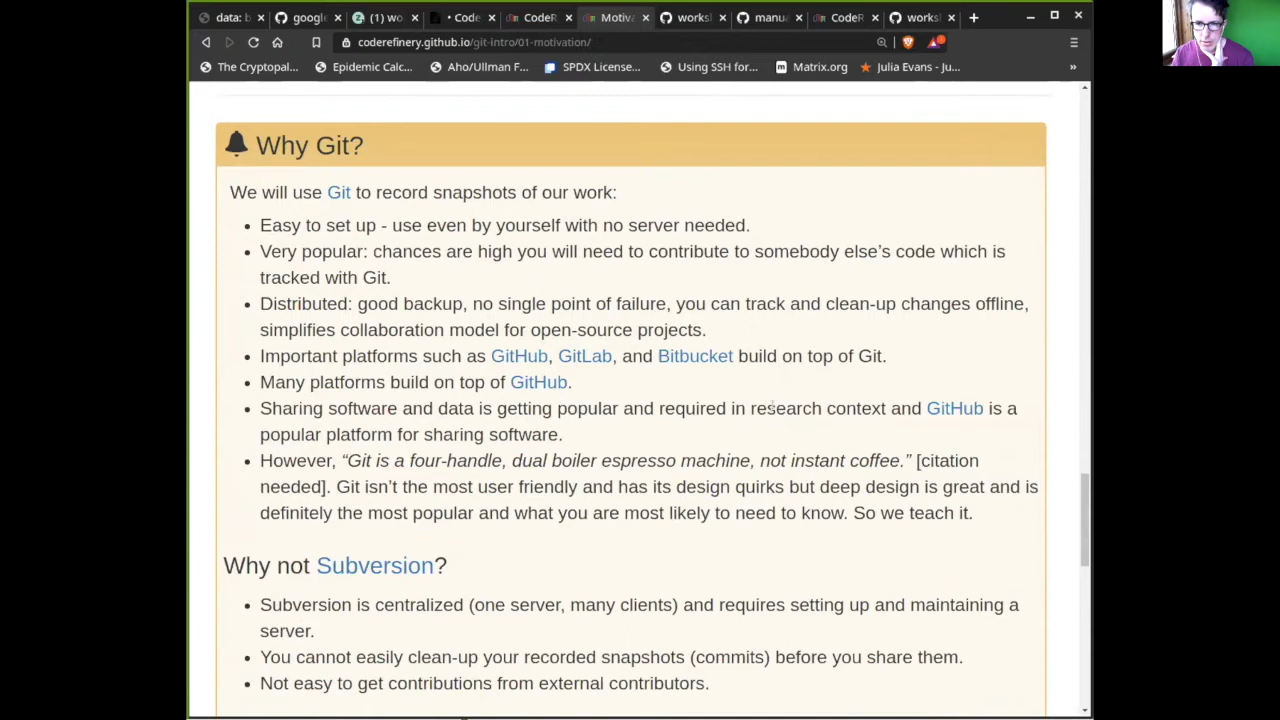 data: b
google
(1) wo
• Code
CodeR
Motiva
worksl
manua
CodeR
worksl
coderefinery.github.io/git-intro/01-motivation/
The Cryptopal...
Epidemic Calc...
Aho/Ullman F...
SPDX License...
Using SSH for...
Matrix.org
Julia Evans - Ju...
»
Why Git?
We will use Git to record snapshots of our work:
• Easy to set up - use even by yourself with no server needed.
• Very popular: chances are high you will need to contribute to somebody else's code which is
tracked with Git.
• Distributed: good backup, no single point of failure, you can track and clean-up changes offline,
simplifies collaboration model for open-source projects.
• Important platforms such as GitHub, GitLab, and Bitbucket build on top of Git.
• Many platforms build on top of GitHub.
• Sharing software and data is getting popular and required in research context and GitHub is a
popular platform for sharing software.
• However, “Git is a four-handle, dual boiler espresso machine, not instant coffee.” [citation
needed]. Git isn't the most user friendly and has its design quirks but deep design is great and is
definitely the most popular and what you are most likely to need to know. So we teach it.
Why not Subversion?
• Subversion is centralized (one server, many clients) and requires setting up and maintaining a
server.
• You cannot easily clean-up your recorded snapshots (commits) before you share them.
• Not easy to get contributions from external contributors.